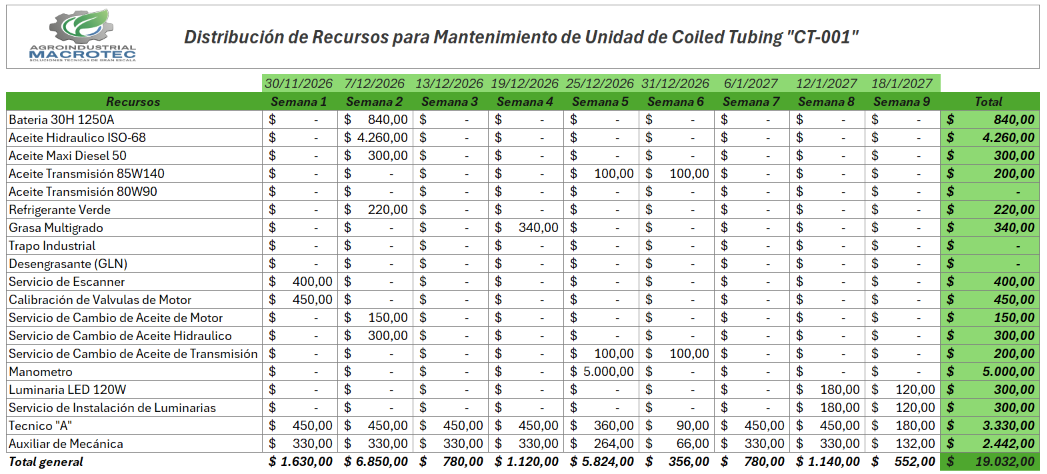 AGROINDUSTRIAL
MACROTEC
SOLUCIONES TECNICAS DE GRAN ESCALA
Distribución de Recursos para Mantenimiento de Unidad de Coiled Tubing "CT-001"
30/11/2026 7/12/2026 13/12/2026 19/12/2026 25/12/2026 31/12/2026 6/1/2027 12/1/2027 18/1/2027
Recursos Semana 1 Semana 2 Semana 3 Semana 4 Semana 5 Semana 6 Semana 7 Semana 8 Semana 9 Total
Bateria 30H 1250A $ - $ 840,00 $ - $ - $ - $ - $ - $ - $ - $ 840,00
Aceite Hidraulico ISO-68 $ - $ 4.260,00 $ - $ - $ - $ - $ - $ - $ - $ 4.260,00
Aceite Maxi Diesel 50 $ - $ 300,00 $ - $ - $ - $ - $ - $ - $ - $ 300,00
Aceite Transmisión 85W140 $ - $ - $ - $ - $ 100,00 $ 100,00 $ - $ - $ - $ 200,00
Aceite Transmisión 80W90 $ - $ - $ - $ - $ - $ - $ - $ - $ - $ -
Refrigerante Verde $ - $ 220,00 $ - $ - $ - $ - $ - $ - $ - $ 220,00
Grasa Multigrado $ - $ - $ - $ 340,00 $ - $ - $ - $ - $ - $ 340,00
Trapo Industrial $ - $ - $ - $ - $ - $ - $ - $ - $ - $ -
Desengrasante (GLN) $ - $ - $ - $ - $ - $ - $ - $ - $ - $ -
Servicio de Escanner $ 400,00 $ - $ - $ - $ - $ - $ - $ - $ - $ 400,00
Calibración de Valvulas de Motor $ 450,00 $ - $ - $ - $ - $ - $ - $ - $ - $ 450,00
Servicio de Cambio de Aceite de Motor $ - $ 150,00 $ - $ - $ - $ - $ - $ - $ - $ 150,00
Servicio de Cambio de Aceite Hidraulico $ - $ 300,00 $ - $ - $ - $ - $ - $ - $ - $ 300,00
Servicio de Cambio de Aceite de Transmisión $ - $ - $ - $ - $ 100,00 $ 100,00 $ - $ - $ - $ 200,00
Manometro $ - $ - $ - $ - $ 5.000,00 $ - $ - $ - $ - $ 5.000,00
Luminaria LED 120W $ - $ - $ - $ - $ - $ - $ - $ 180,00 $ 120,00 $ 300,00
Servicio de Instalación de Luminarias $ - $ - $ - $ - $ - $ - $ - $ 180,00 $ 120,00 $ 300,00
Tecnico "A" $ 450,00 $ 450,00 $ 450,00 $ 450,00 $ 360,00 $ 90,00 $ 450,00 $ 450,00 $ 180,00 $ 3.330,00
Auxiliar de Mecánica $ 330,00 $ 330,00 $ 330,00 $ 330,00 $ 264,00 $ 66,00 $ 330,00 $ 330,00 $ 132,00 $ 2.442,00
Total general $ 1.630,00 $ 6.850,00 $ 780,00 $ 1.120,00 $ 5.824,00 $ 356,00 $ 780,00 $ 1.140,00 $ 552,00 $ 19.032,00